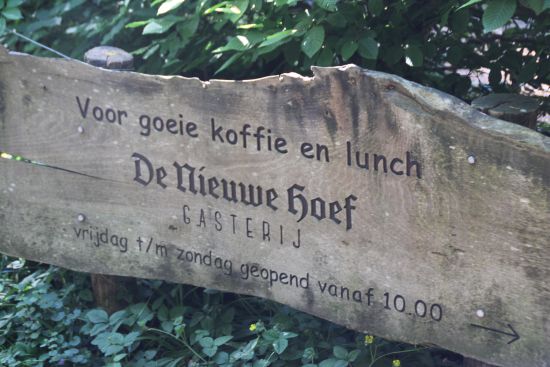 Voor goeie koffie en lunch
De Nieuwe Hoef
GASTERIJ
vrijdag t/m zondag geopend vanaf 10.00